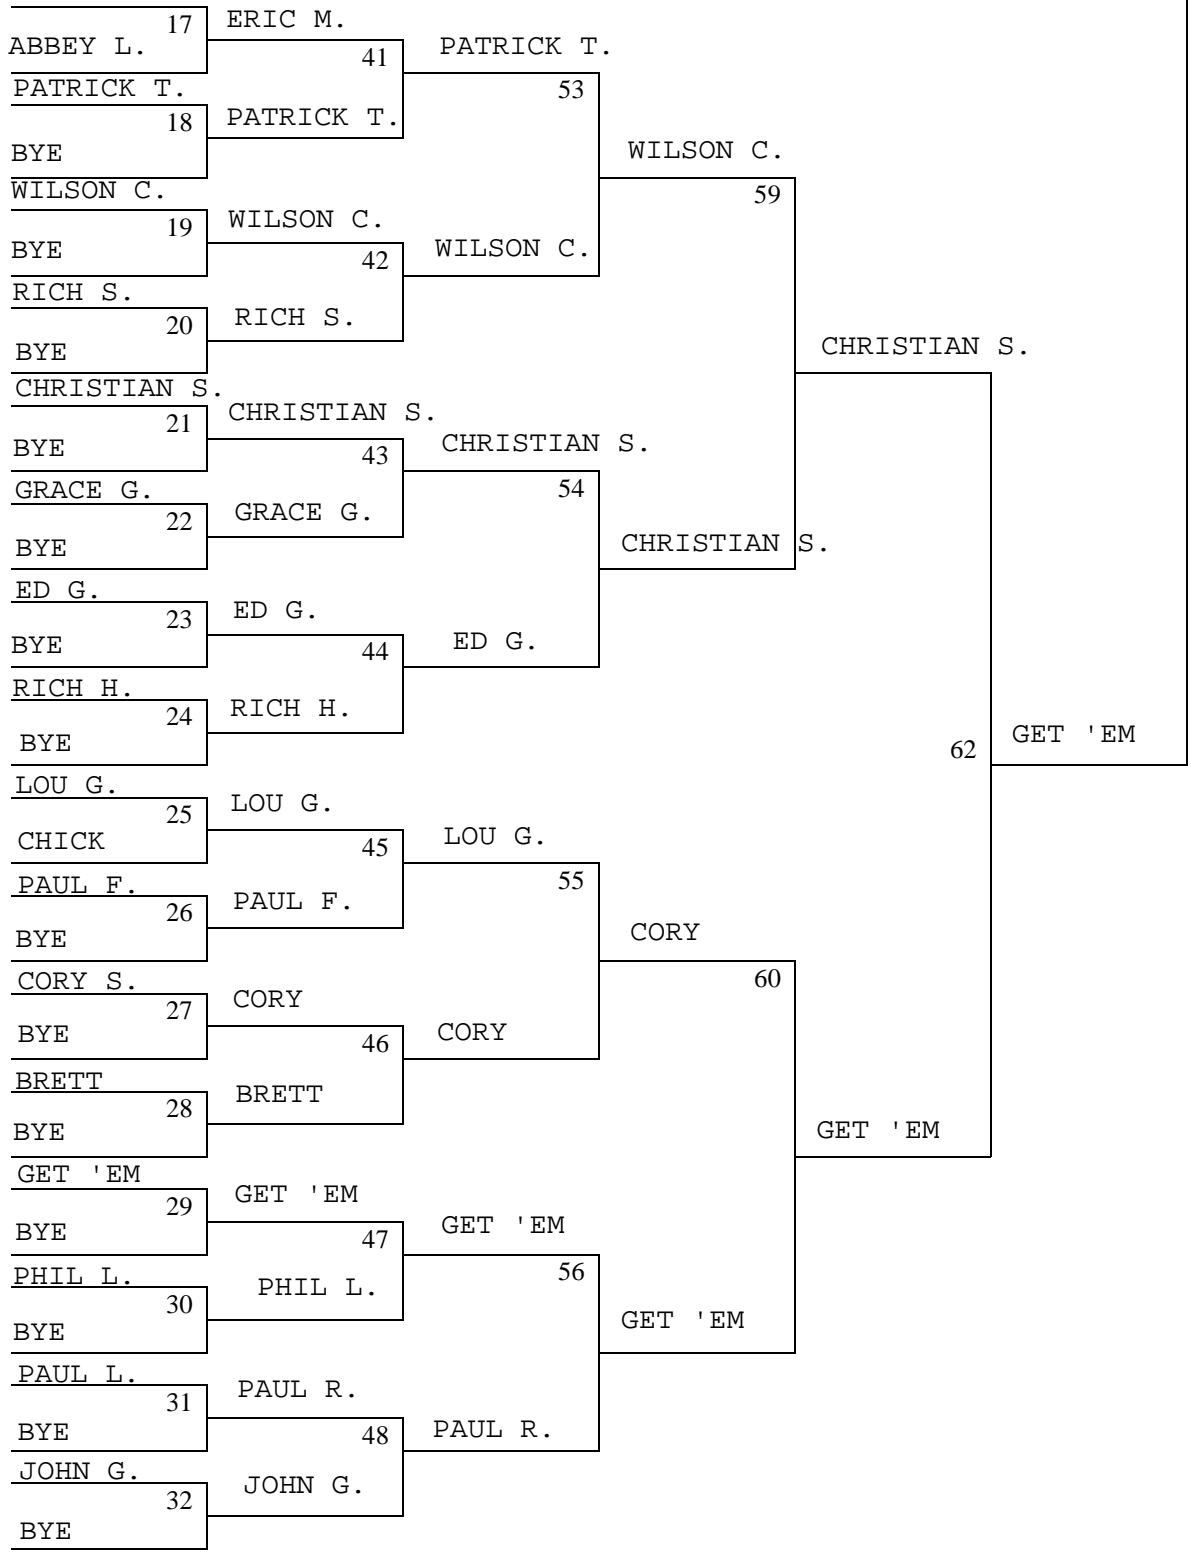 17 ERIC M.
ABBEY L.
41 PATRICK T.
PATRICK T.
53
18 PATRICK T.
BYE
WILSON C.
WILSON C.
59
19 WILSON C.
BYE
42 WILSON C.
RICH S.
20 RICH S.
BYE
CHRISTIAN S.
CHRISTIAN S.
21 CHRISTIAN S.
BYE
43 CHRISTIAN S.
GRACE G.
54
22 GRACE G.
BYE
CHRISTIAN S.
ED G.
23 ED G.
BYE
44 ED G.
RICH H.
24 RICH H.
BYE
62 GET 'EM
LOU G.
25 LOU G.
CHICK
45 LOU G.
PAUL F.
55
26 PAUL F.
BYE
CORY
CORY S.
60
27 CORY
BYE
46 CORY
BRETT
28 BRETT
BYE
GET 'EM
GET 'EM
29 GET 'EM
BYE
47 GET 'EM
PHIL L.
56
30 PHIL L.
BYE
GET 'EM
PAUL L.
31 PAUL R.
BYE
48 PAUL R.
JOHN G.
32 JOHN G.
BYE